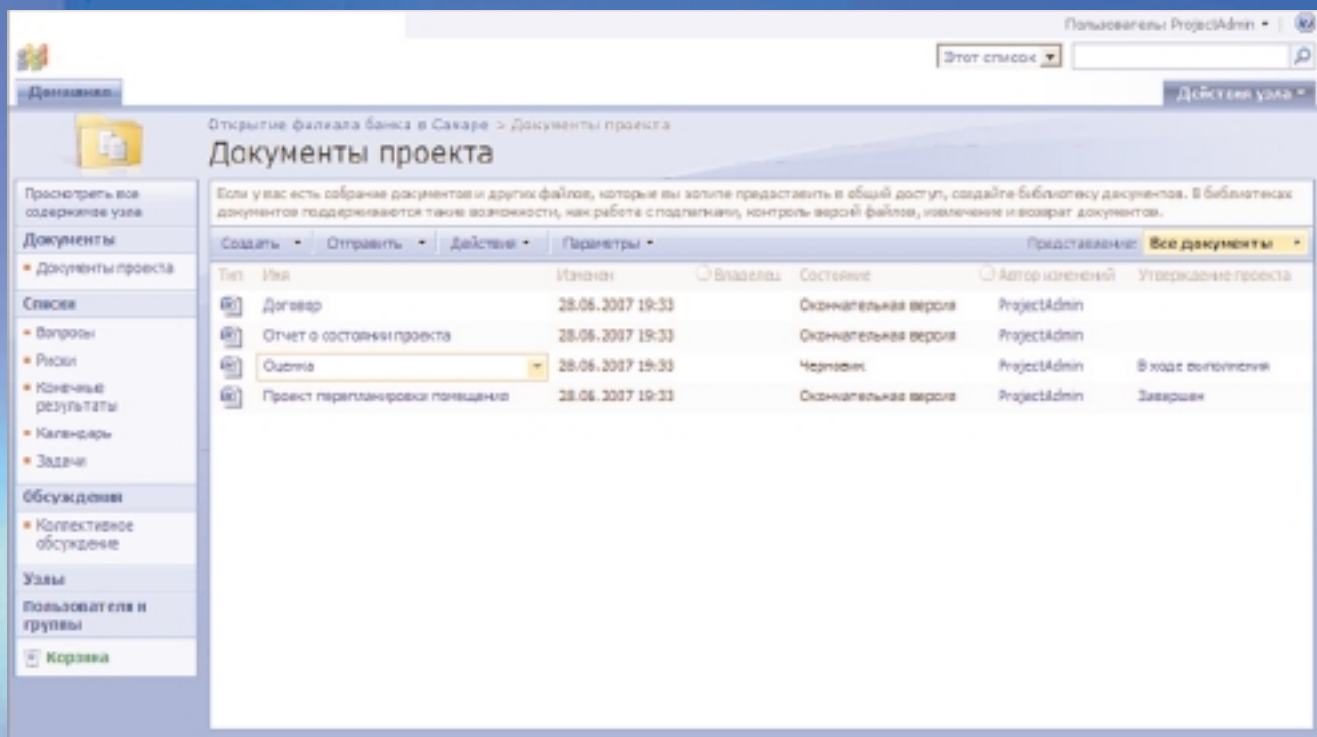 Пользователь: ProjectAdmin
Этот список
Домашняя
Действия узла
Открытие филиала банка в Самаре > Документы проекта
Документы проекта
Просмотреть все содержимое узла
Если у вас есть собрание документов и других файлов, которые вы хотите предоставить в общий доступ, создайте библиотеку документов. В библиотеках
документов поддерживаются такие возможности, как работа с подпапками, контроль версий файлов, извлечение и возврат документов.
Документы
Документы проекта
Списки
Вопросы
Риски
Конечные
результаты
Календарь
Задачи
Обсуждения
Коллективное
обсуждение
Узлы
Пользователи и
группы
Корзина
Создать Отправить Действия Параметры Представление: Все документы
Тип Имя Изменен Владелец Состояние Автор изменений Утверждение проекта
Договор 28.06.2007 19:33 Окончательная версия ProjectAdmin
Отчет о состоянии проекта 28.06.2007 19:33 Окончательная версия ProjectAdmin
Оценка 28.06.2007 19:33 Черновик ProjectAdmin В ходе выполнения
Проект перепланировки помещения 28.06.2007 19:33 Окончательная версия ProjectAdmin Завершен